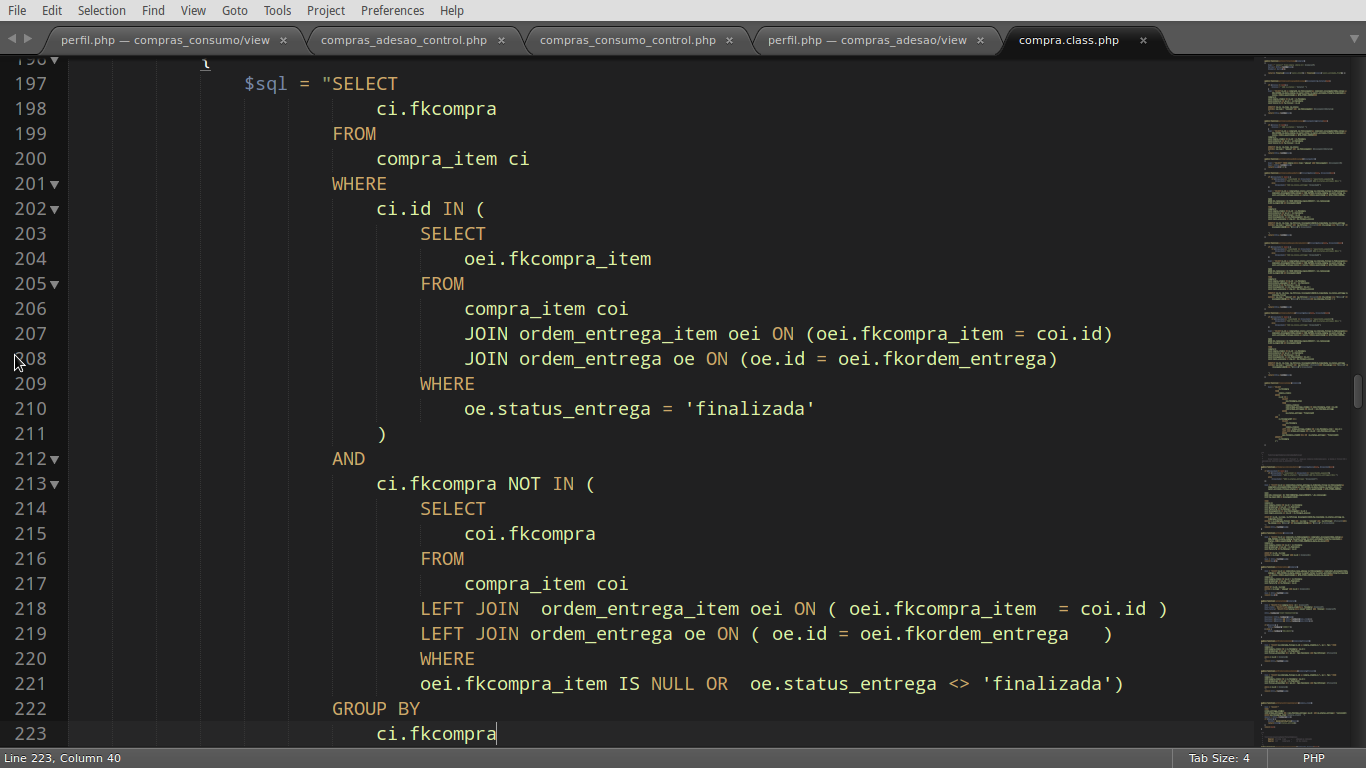 File Edit Selection Find View Goto Tools Project Preferences Help
perfil.php — compras_consumo/view × compras_adesao_control.php × compras_consumo_control.php × perfil.php — compras_adesao/view × compra.class.php ×
196 {
197 $sql = "SELECT
198 ci.fkcompra
199 FROM
200 compra_item ci
201 WHERE
202 ci.id IN (
203 SELECT
204 oei.fkcompra_item
205 FROM
206 compra_item coi
207 JOIN ordem_entrega_item oei ON (oei.fkcompra_item = coi.id)
208 JOIN ordem_entrega oe ON (oe.id = oei.fkordem_entrega)
209 WHERE
210 oe.status_entrega = 'finalizada'
211 )
212 AND
213 ci.fkcompra NOT IN (
214 SELECT
215 coi.fkcompra
216 FROM
217 compra_item coi
218 LEFT JOIN  ordem_entrega_item oei ON ( oei.fkcompra_item  = coi.id )
219 LEFT JOIN ordem_entrega oe ON ( oe.id = oei.fkordem_entrega   )
220 WHERE
221 oei.fkcompra_item IS NULL OR  oe.status_entrega <> 'finalizada')
222 GROUP BY
223 ci.fkcompra
Line 223, Column 40 Tab Size: 4 PHP